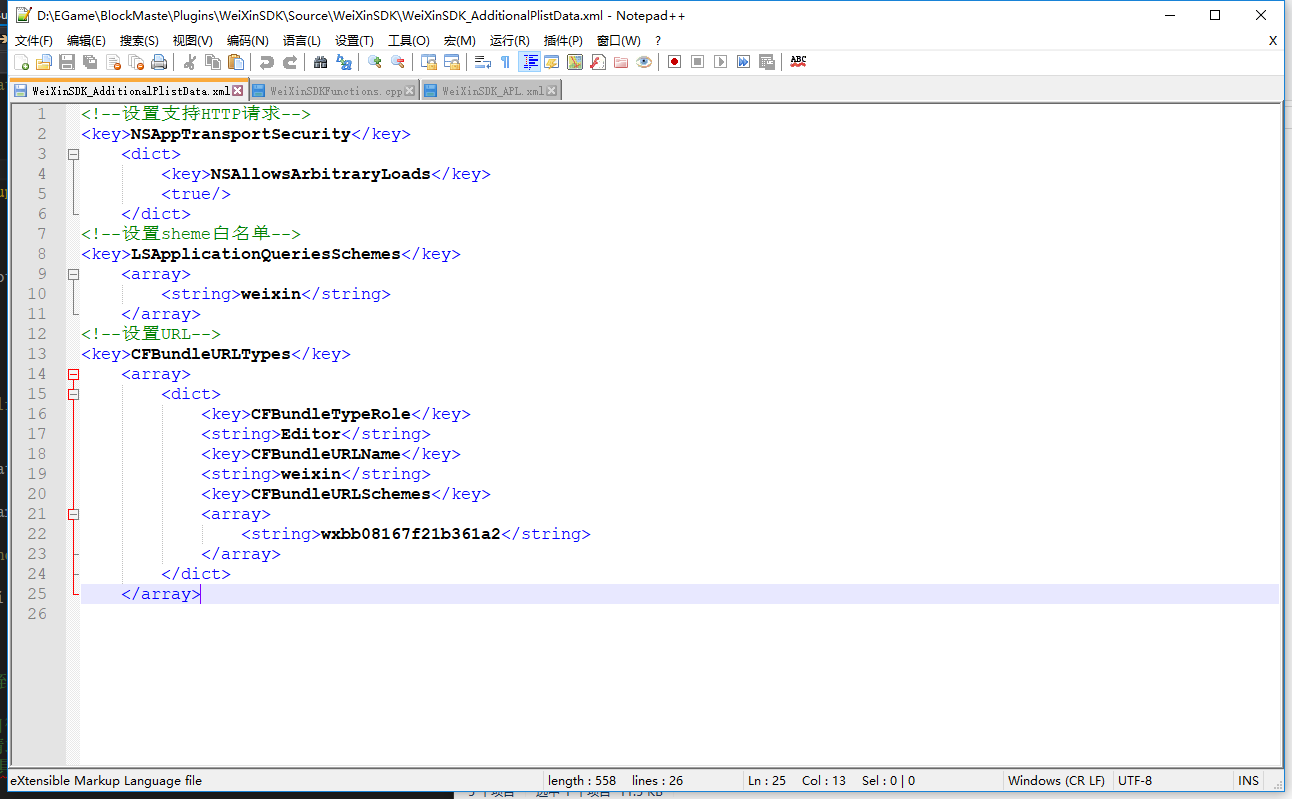 D:\EGame\BlockMaste\Plugins\WeiXinSDK\Source\WeiXinSDK\WeiXinSDK_AdditionalPlistData.xml - Notepad++
文件(F) 编辑(E) 搜索(S) 视图(V) 编码(N) 语言(L) 设置(T) 工具(O) 宏(M) 运行(R) 插件(P) 窗口(W) ? X
ABC
WeiXinSDK_AdditionalPlistData.xml WeiXinSDKFunctions.cpp WeiXinSDK_APL.xml
1 <!--设置支持HTTP请求-->
2 <key>NSAppTransportSecurity</key>
3 <dict>
4 <key>NSAllowsArbitraryLoads</key>
5 <true/>
6 </dict>
7 <!--设置sheme白名单-->
8 <key>LSApplicationQueriesSchemes</key>
9 <array>
10 <string>weixin</string>
11 </array>
12 <!--设置URL-->
13 <key>CFBundleURLTypes</key>
14 <array>
15 <dict>
16 <key>CFBundleTypeRole</key>
17 <string>Editor</string>
18 <key>CFBundleURLName</key>
19 <string>weixin</string>
20 <key>CFBundleURLSchemes</key>
21 <array>
22 <string>wxbb08167f21b361a2</string>
23 </array>
24 </dict>
25 </array>
26
eXtensible Markup Language file length : 558 lines : 26 Ln : 25 Col : 13 Sel : 0 | 0 Windows (CR LF) UTF-8 INS